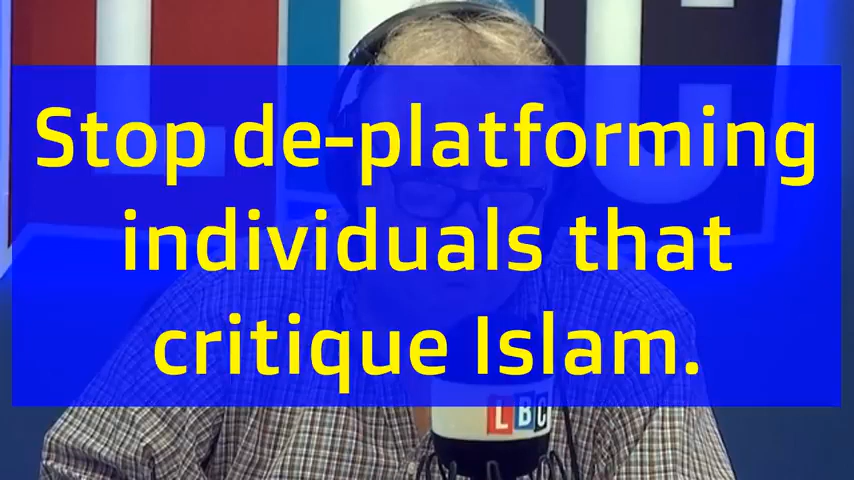 Stop de-platforming
individuals that
critique Islam.
LBC